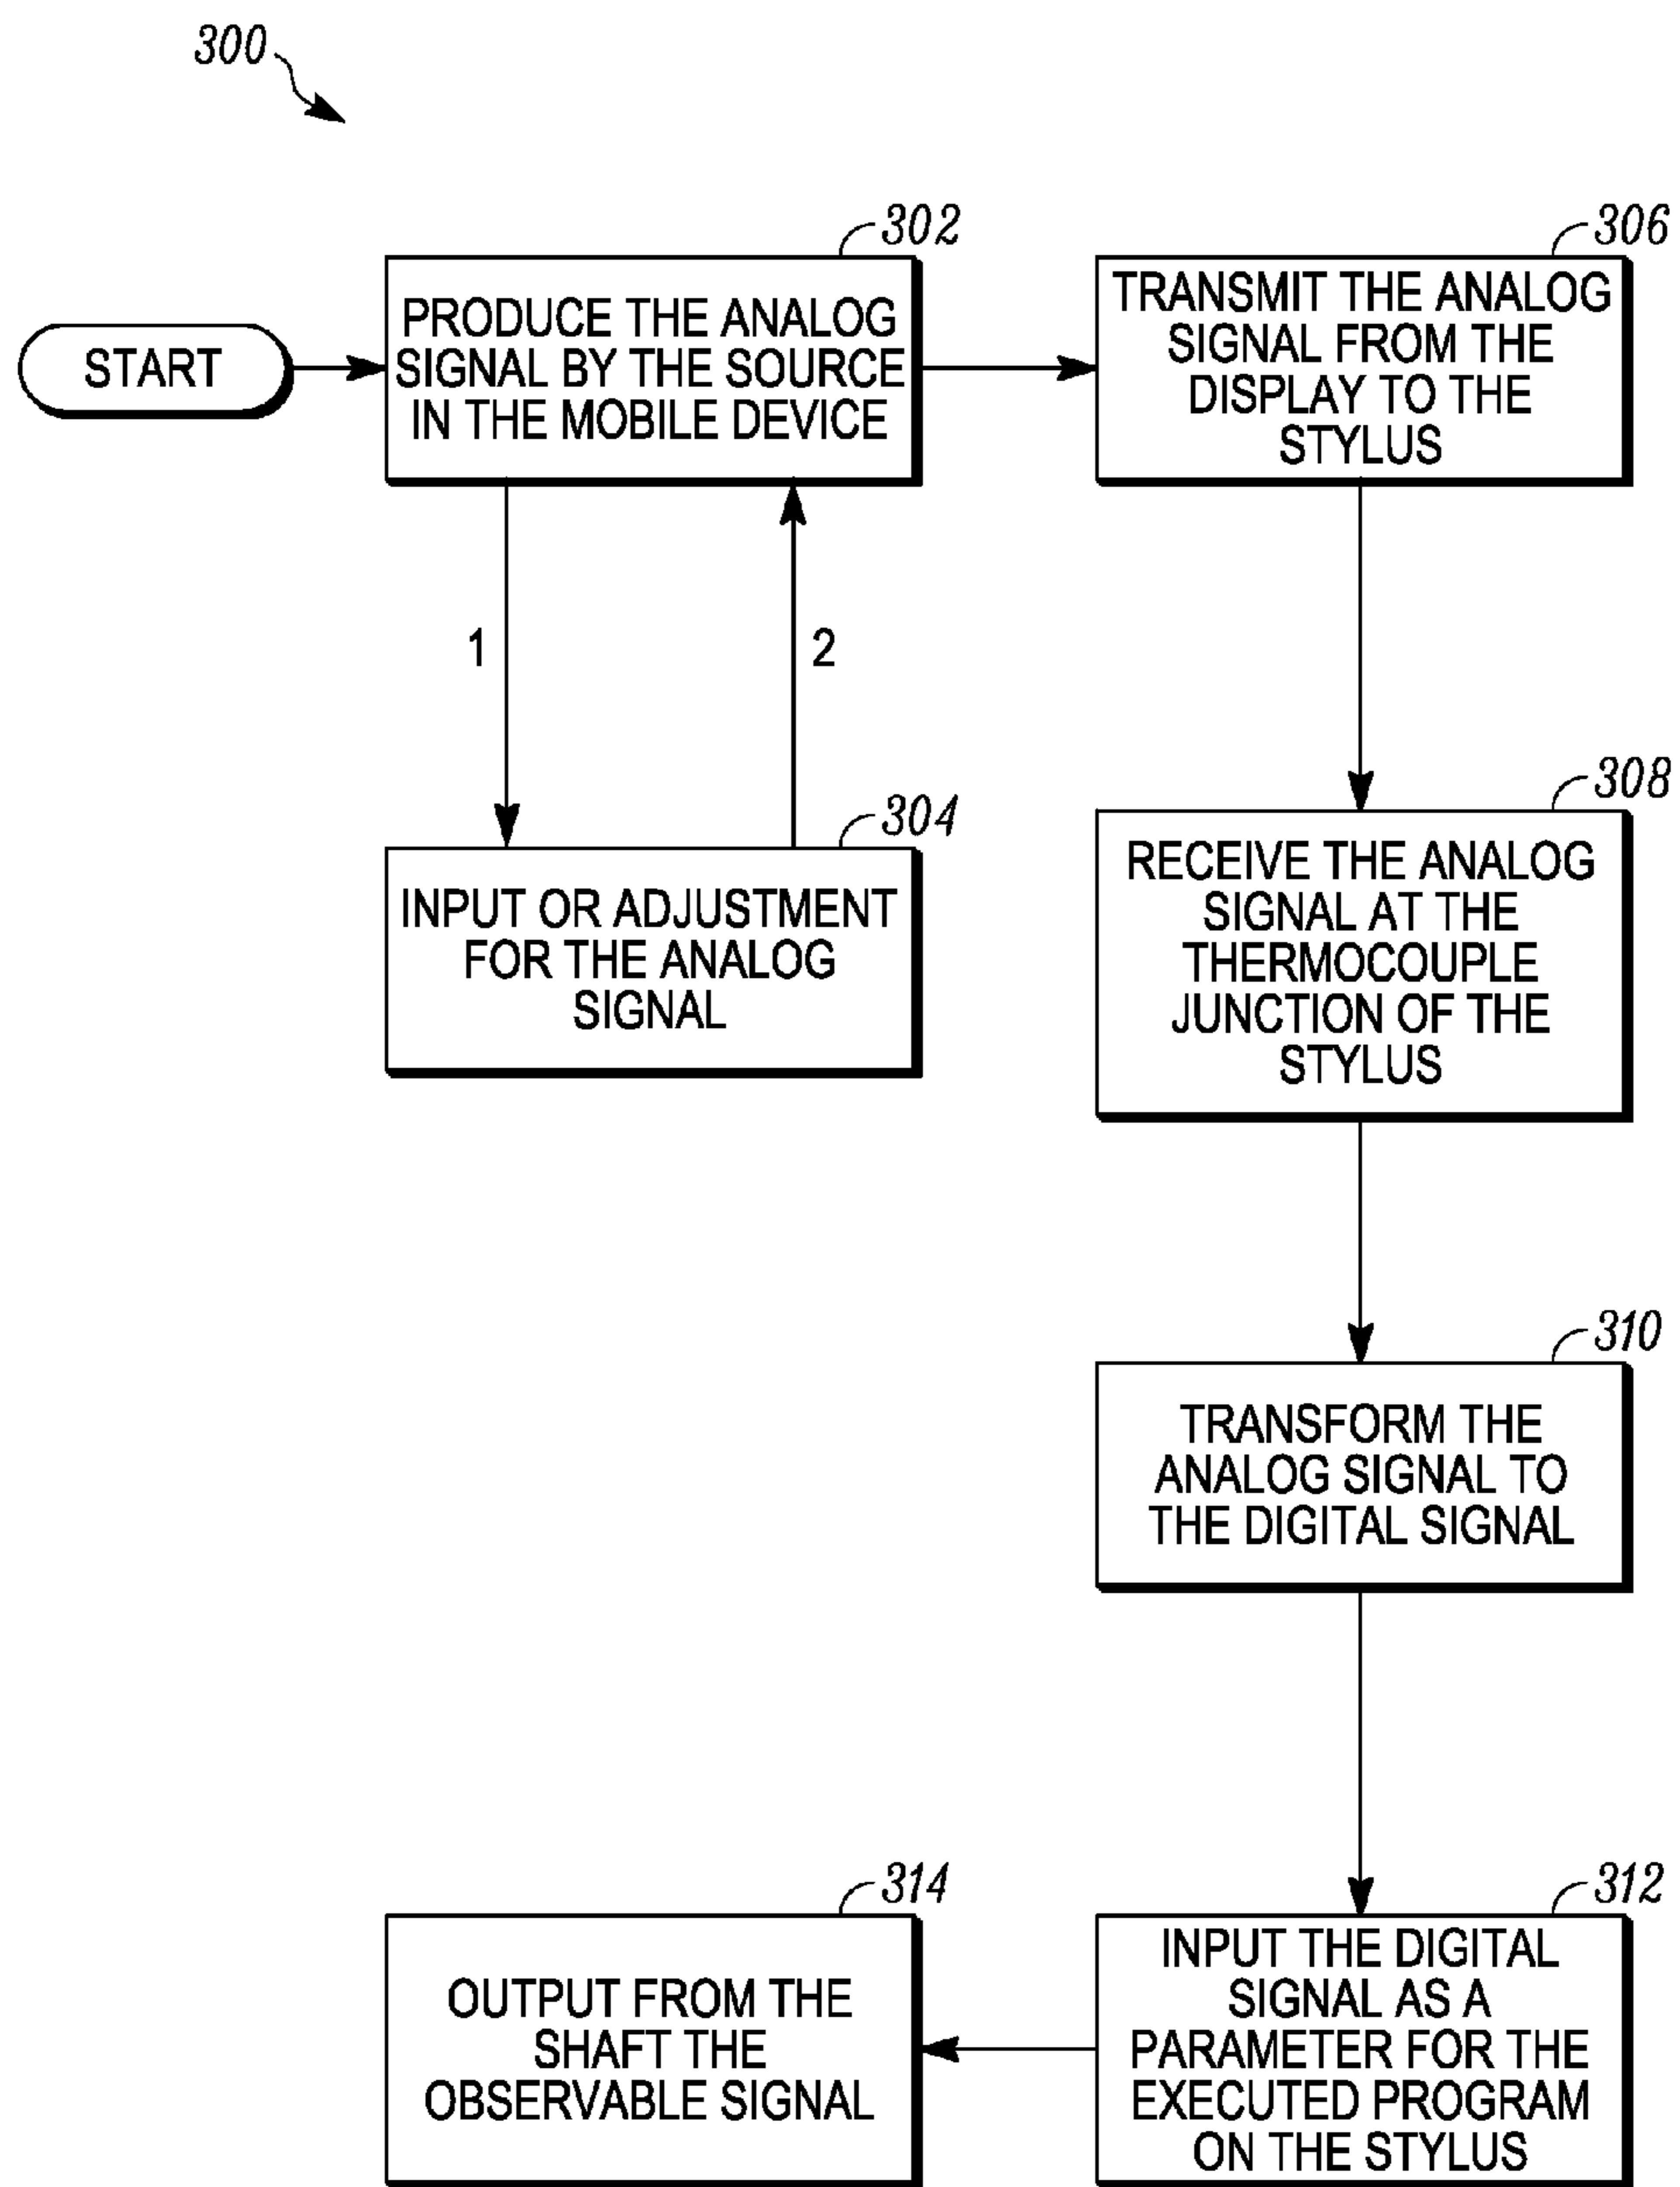 300
302
306
START
PRODUCE THE ANALOG
SIGNAL BY THE SOURCE
IN THE MOBILE DEVICE
TRANSMIT THE ANALOG
SIGNAL FROM THE
DISPLAY TO THE
STYLUS
1
2
304
INPUT OR ADJUSTMENT
FOR THE ANALOG
SIGNAL
308
RECEIVE THE ANALOG
SIGNAL AT THE
THERMOCOUPLE
JUNCTION OF THE
STYLUS
310
TRANSFORM THE
ANALOG SIGNAL TO
THE DIGITAL SIGNAL
312
INPUT THE DIGITAL
SIGNAL AS A
PARAMETER FOR THE
EXECUTED PROGRAM
ON THE STYLUS
314
OUTPUT FROM THE
SHAFT THE
OBSERVABLE SIGNAL